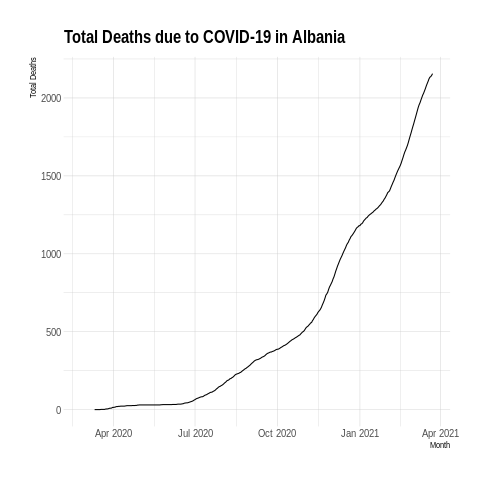 Total Deaths due to COVID-19 in Albania
Total Deaths
2000
1500
1000
500
0
Apr 2020 Jul 2020 Oct 2020 Jan 2021 Apr 2021
Month